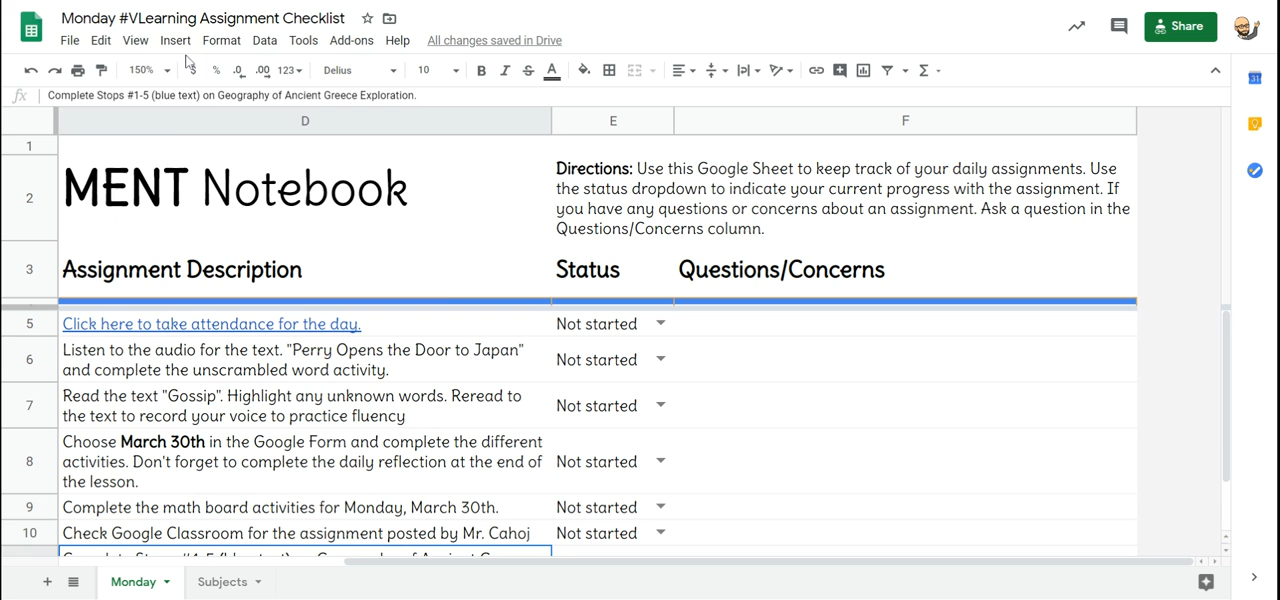 Monday #VLearning Assignment Checklist
File Edit View Insert Format Data Tools Add-ons Help All changes saved in Drive
Share
150% $ % .0 .00 123 Delius 10 B I S A
fx Complete Stops #1-5 (blue text) on Geography of Ancient Greece Exploration.
D E F
1
2 MENT Notebook
Directions: Use this Google Sheet to keep track of your daily assignments. Use
the status dropdown to indicate your current progress with the assignment. If
you have any questions or concerns about an assignment. Ask a question in the
Questions/Concerns column.
3 Assignment Description Status Questions/Concerns
5 Click here to take attendance for the day. Not started
6 Listen to the audio for the text. "Perry Opens the Door to Japan" Not started
and complete the unscrambled word activity.
7 Read the text "Gossip". Highlight any unknown words. Reread to Not started
the text to record your voice to practice fluency
8 Choose March 30th in the Google Form and complete the different
activities. Don't forget to complete the daily reflection at the end of Not started
the lesson.
9 Complete the math board activities for Monday, March 30th. Not started
10 Check Google Classroom for the assignment posted by Mr. Cahoj Not started
Monday Subjects
31